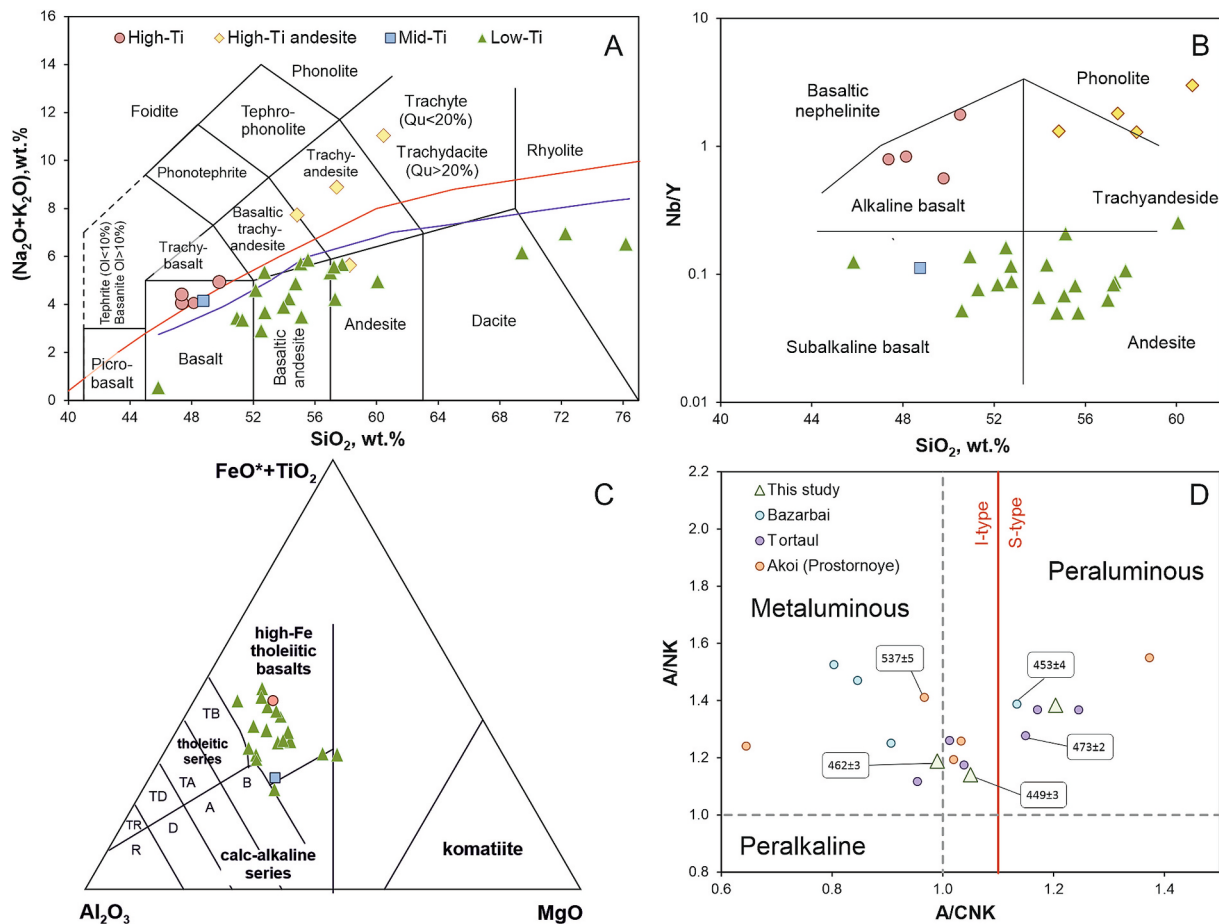 A
High-Ti
High-Ti andesite
Mid-Ti
Low-Ti
(Na₂O+K₂O),wt.%
16
14
12
10
8
6
4
2
0
Phonolite
Foidite
Tephro-
phonolite
Trachyte
(Qu<20%)
Trachydacite
(Qu>20%)
Rhyolite
Phonotephrite
Trachy-
andesite
Basaltic
trachy-
andesite
Trachy-
basalt
Tephrite (Ol<10%)
Basanite Ol>10%)
Picro-
basalt
Basalt
Basaltic
andesite
Andesite
Dacite
40
44
48
52
56
60
64
68
72
76
SiO₂, wt.%
B
Nb/Y
10
1
0.1
0.01
Basaltic
nephelinite
Phonolite
Alkaline basalt
Trachyandeside
Subalkaline basalt
Andesite
40
44
48
52
56
60
SiO₂, wt.%
C
FeO*+TiO₂
high-Fe
tholeiitic
basalts
TB
tholeitic
series
TA
TD
TR
R
D
A
B
calc-alkaline
series
komatiite
Al₂O₃
MgO
D
This study
Bazarbai
Tortaul
Akoi (Prostornoye)
I-type
S-type
Peraluminous
Metaluminous
Peralkaline
537±5
453±4
462±3
473±2
449±3
A/NK
2.2
2.0
1.8
1.6
1.4
1.2
1.0
0.8
0.6
0.8
1.0
1.2
1.4
A/CNK